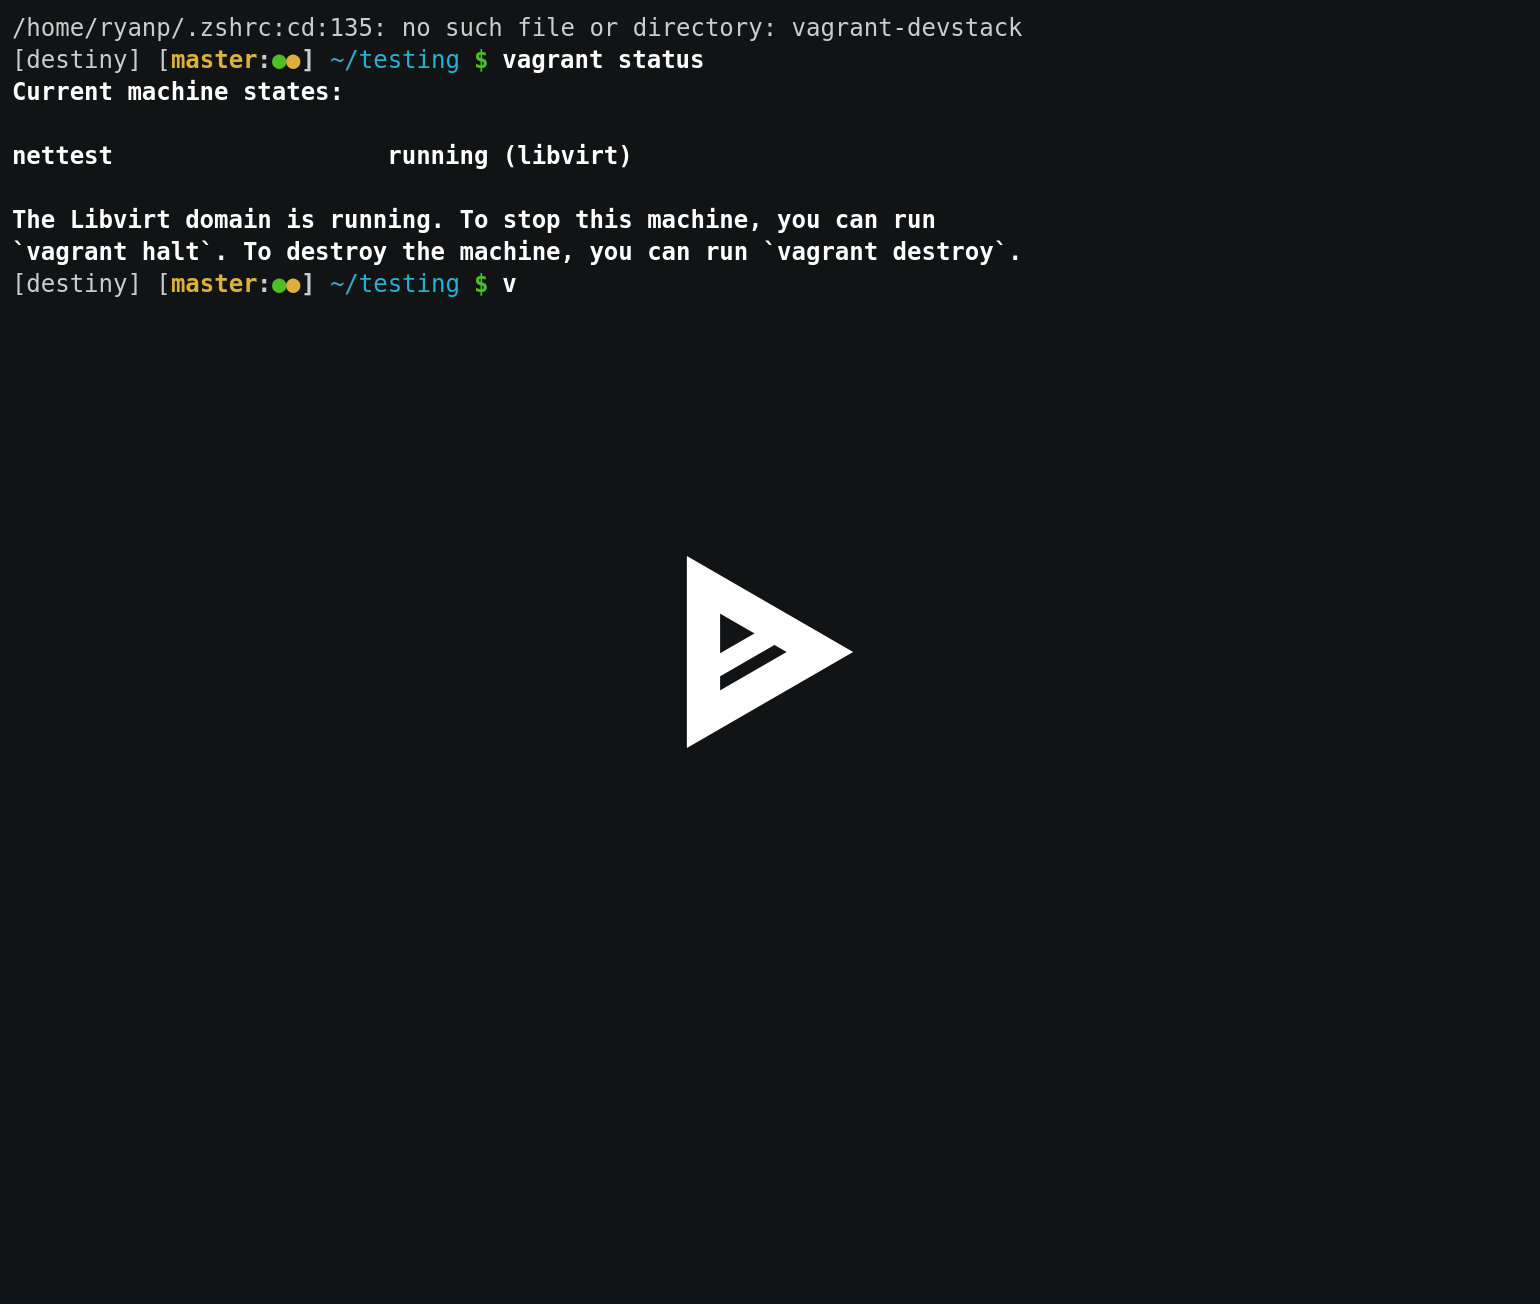 /home/ryanp/.zshrc:cd:135: no such file or directory: vagrant-devstack
[destiny] [master:●●] ~/testing $ vagrant status
Current machine states:
nettest                   running (libvirt)
The Libvirt domain is running. To stop this machine, you can run
`vagrant halt`. To destroy the machine, you can run `vagrant destroy`.
[destiny] [master:●●] ~/testing $ v